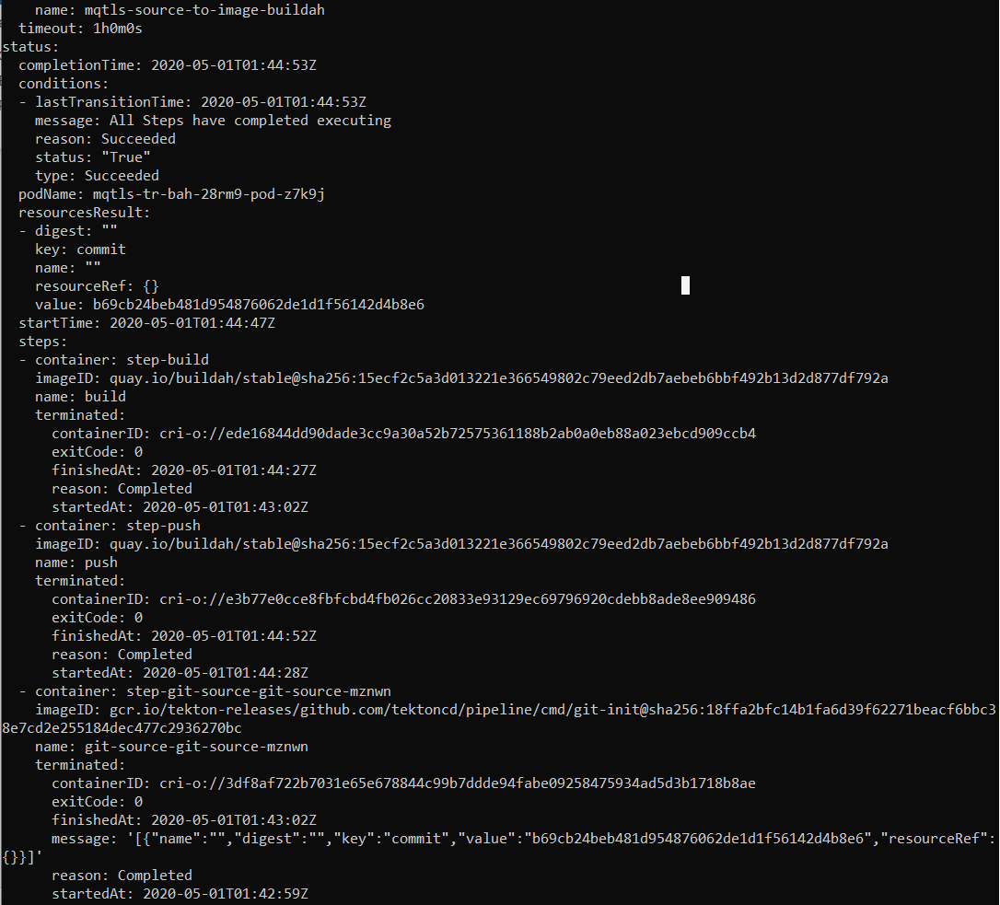 name: mqtls-source-to-image-buildah
timeout: 1h0m0s
status:
completionTime: 2020-05-01T01:44:53Z
conditions:
- lastTransitionTime: 2020-05-01T01:44:53Z
message: All Steps have completed executing
reason: Succeeded
status: "True"
type: Succeeded
podName: mqtls-tr-bah-28rm9-pod-z7k9j
resourcesResult:
- digest: ""
key: commit
name: ""
resourceRef: {}
value: b69cb24beb481d954876062de1d1f56142d4b8e6
startTime: 2020-05-01T01:44:47Z
steps:
- container: step-build
imageID: quay.io/buildah/stable@sha256:15ecf2c5a3d013221e366549802c79eed2db7aebeb6bbf492b13d2d877df792a
name: build
terminated:
containerID: cri-o://ede16844dd90dade3cc9a30a52b72575361188b2ab0a0eb88a023ebcd909ccb4
exitCode: 0
finishedAt: 2020-05-01T01:44:27Z
reason: Completed
startedAt: 2020-05-01T01:43:02Z
- container: step-push
imageID: quay.io/buildah/stable@sha256:15ecf2c5a3d013221e366549802c79eed2db7aebeb6bbf492b13d2d877df792a
name: push
terminated:
containerID: cri-o://e3b77e0cce8fbfcbd4fb026cc20833e93129ec69796920cdebb8ade8ee909486
exitCode: 0
finishedAt: 2020-05-01T01:44:52Z
reason: Completed
startedAt: 2020-05-01T01:44:28Z
- container: step-git-source-git-source-mznwn
imageID: gcr.io/tekton-releases/github.com/tektoncd/pipeline/cmd/git-init@sha256:18ffa2bfc14b1fa6d39f62271beacf6bbc3
8e7cd2e255184dec477c2936270bc
name: git-source-git-source-mznwn
terminated:
containerID: cri-o://3df8af722b7031e65e678844c99b7ddde94fabe09258475934ad5d3b1718b8ae
exitCode: 0
finishedAt: 2020-05-01T01:43:02Z
message: '[{"name":"","digest":"","key":"commit","value":"b69cb24beb481d954876062de1d1f56142d4b8e6","resourceRef":
{}}]'
reason: Completed
startedAt: 2020-05-01T01:42:59Z